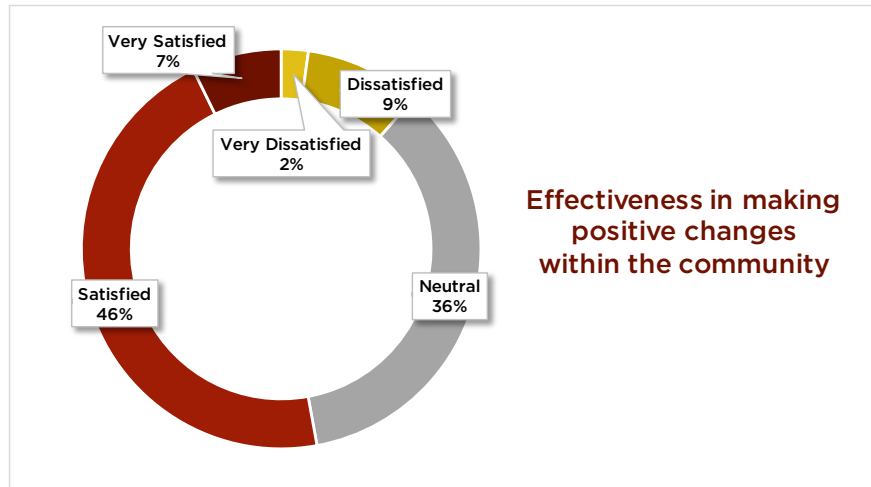 Very Satisfied
7%
Dissatisfied
9%
Very Dissatisfied
2%
Effectiveness in making
positive changes
within the community
Neutral
36%
Satisfied
46%